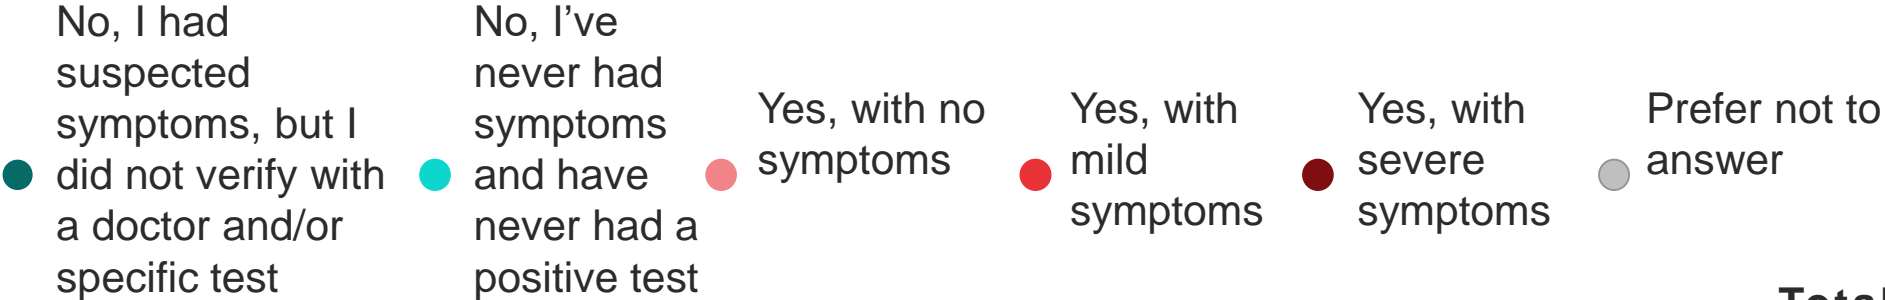 No, I had
suspected
symptoms, but I
did not verify with
a doctor and/or
specific test
No, I've
never had
symptoms
and have
never had a
positive test
Yes, with no
symptoms
Yes, with
mild
symptoms
Yes, with
severe
symptoms
Prefer not to
answer
Total